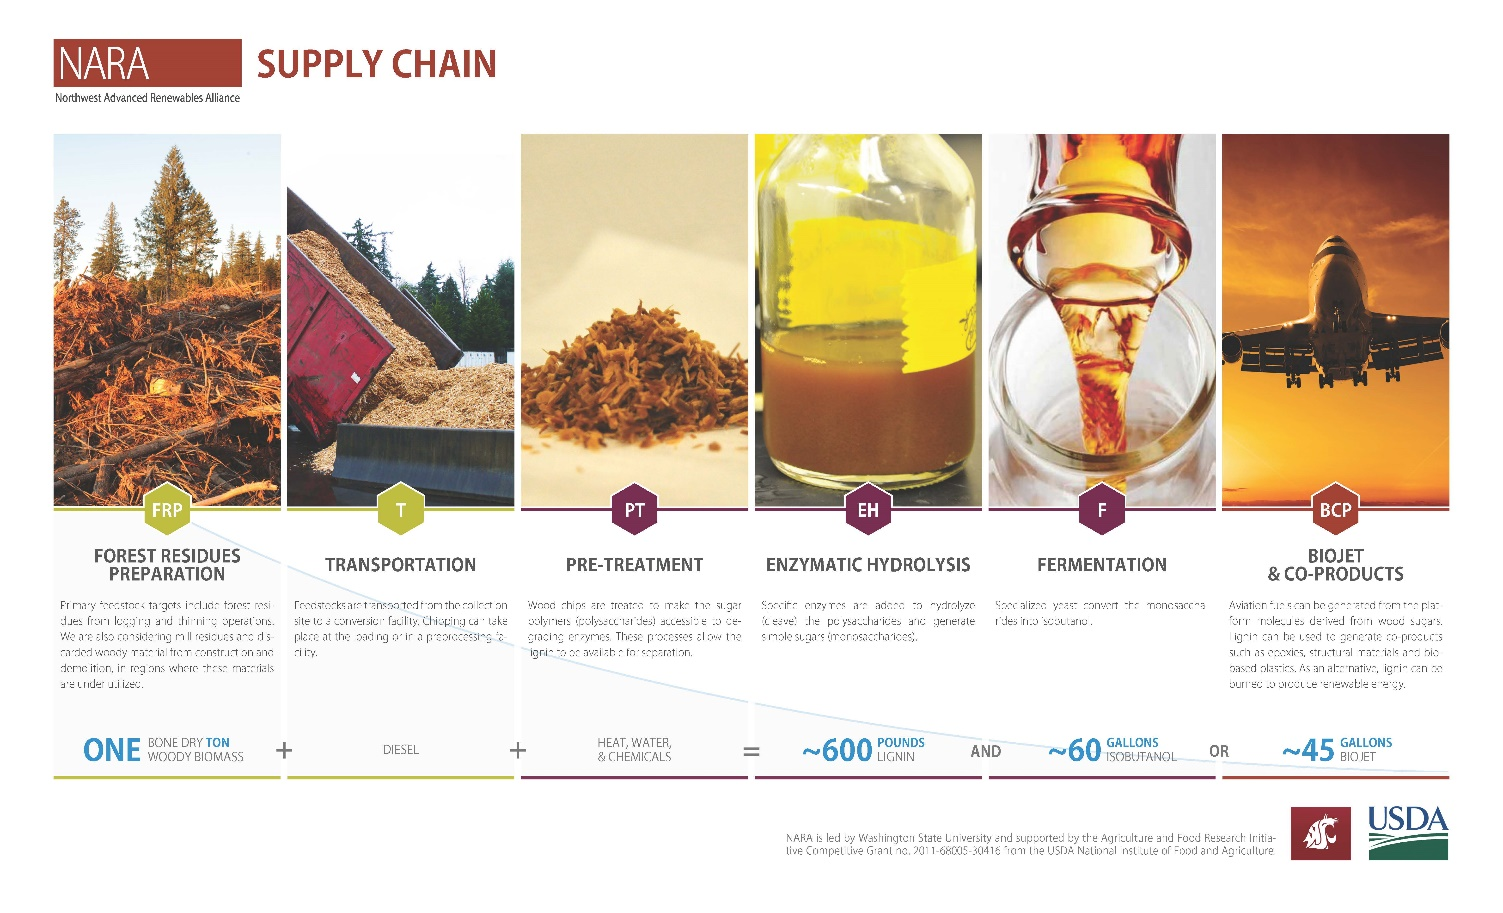 NARA SUPPLY CHAIN
Northwest Advanced Renewables Alliance
FRP
FOREST RESIDUES
PREPARATION
Primary feedstock targets include forest resi-
dues from logging and thinning operations.
We are also considering mill residues and dis-
carded woody material from construction and
demolition, in regions where these materials
are under utilized.
ONE BONE DRY TON
WOODY BIOMASS
+
T
TRANSPORTATION
Feedstocks are transported from the collection
site to a conversion facility. Chipping can take
place at the loading or in a preprocessing fa-
cility.
DIESEL
+
PT
PRE-TREATMENT
Wood chips are treated to make the sugar
polymers (polysaccharides) accessible to de-
grading enzymes. These processes allow the
lignin to be available for separation.
HEAT, WATER,
& CHEMICALS
=
EH
ENZYMATIC HYDROLYSIS
Specific enzymes are added to hydrolyze
(cleave) the polysaccharides and generate
simple sugars (monosaccharides).
~600 POUNDS
LIGNIN
AND
F
FERMENTATION
Specialized yeast convert the monosaccha-
rides into isobutanol.
~60 GALLONS
ISOBUTANOL
OR
BCP
BIOJET
& CO-PRODUCTS
Aviation fuels can be generated from the plat-
form molecules derived from wood sugars.
Lignin can be used to generate co-products
such as epoxies, structural materials and bio-
based plastics. As an alternative, lignin can be
burned to produce renewable energy.
~45 GALLONS
BIOJET
NARA is led by Washington State University and supported by the Agriculture and Food Research Initia-
tive Competitive Grant no. 2011-68005-30416 from the USDA National Institute of Food and Agriculture.
USDA